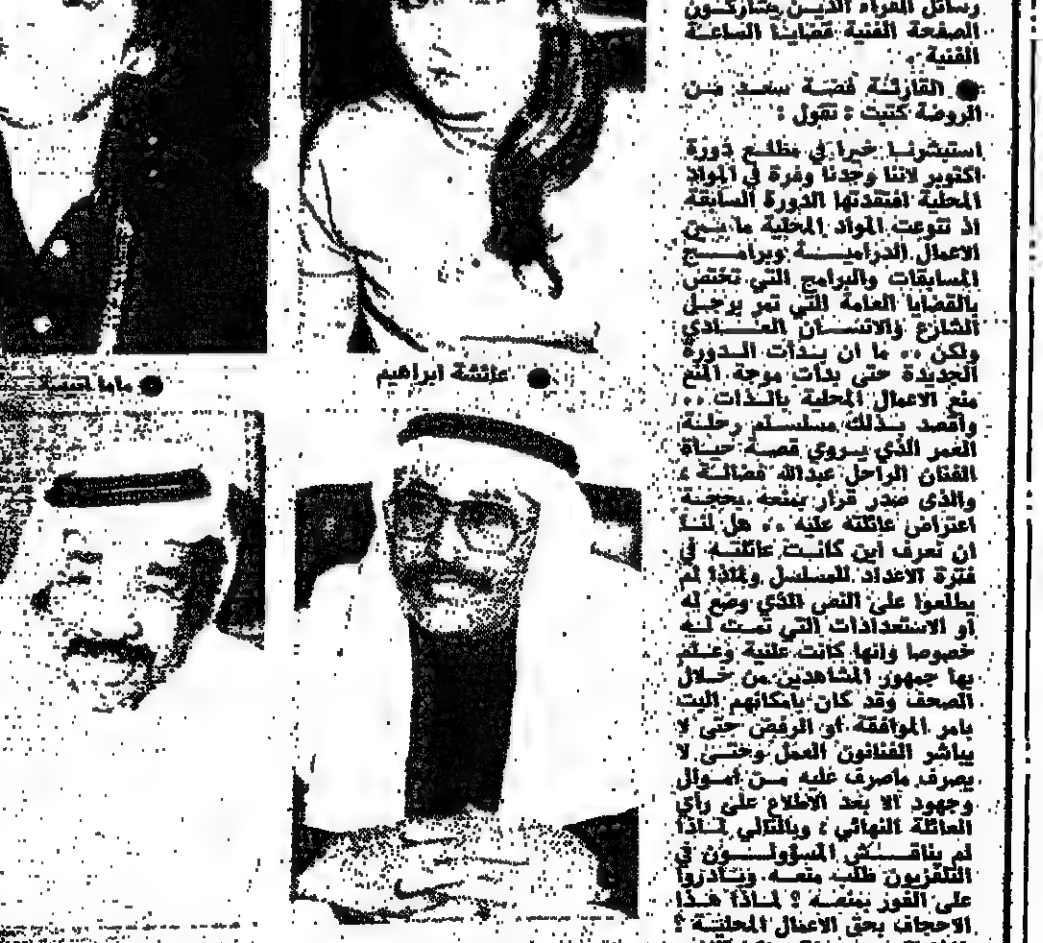 رسائل القراء الذين يشاركون
الصفحة الفنية قضايا الساعة
الفنية .
● القارئة فضة سعد من
الروضة كتبت : تقول :
استبشرنا خيرا في مطلع دورة
اكتوبر لاننا وجدنا وفرة في المواد
المحلية افتقدتها الدورة السابقة
اذ تنوعت المواد المحلية ما بين
الاعمال الدرامية وبرامج
المسابقات والبرامج التي تختص
بالقضايا العامة التي تمر برجل
الشارع والانسان العادي
ولكن .. ما ان بدأت الدورة
الجديدة حتى بدأت موجة المنع
منع الاعمال المحلية بالذات ..
واقصد بذلك مسلسلم رحلة
العمر الذي يروي قصة حياة
الفنان الراحل عبدالله فضالة ؛
والذى صدر قرار بمنعه بحجة
اعتراض عائلته عليه .. هل لنا
ان نعرف أين كانت عائلته في
فترة الاعداد للمسلسل ولماذا لم
يطلعوا على النص الذي وضع له
أو الاستعدادات التي تمت له
خصوصا وانها كانت علنية وعلم
بها جمهور المشاهدين من خلال
الصحف وقد كان بامكانهم البت
بامر الموافقة أو الرفض حتى لا
يباشر الفنانون العمل وحتى لا
يصرف ماصرف عليه من أموال
وجهود الا بعد الاطلاع على رأي
العائلة النهائي ؛ وبالتالي لماذا
لم يناقش المسؤولون في
التلفزيون طلب منعه وبادروا
على الفور بمنعه ؟ لماذا هذا
الاجحاف بحق الاعمال المحلية ؟
● عائشة ابراهيم
● ماما